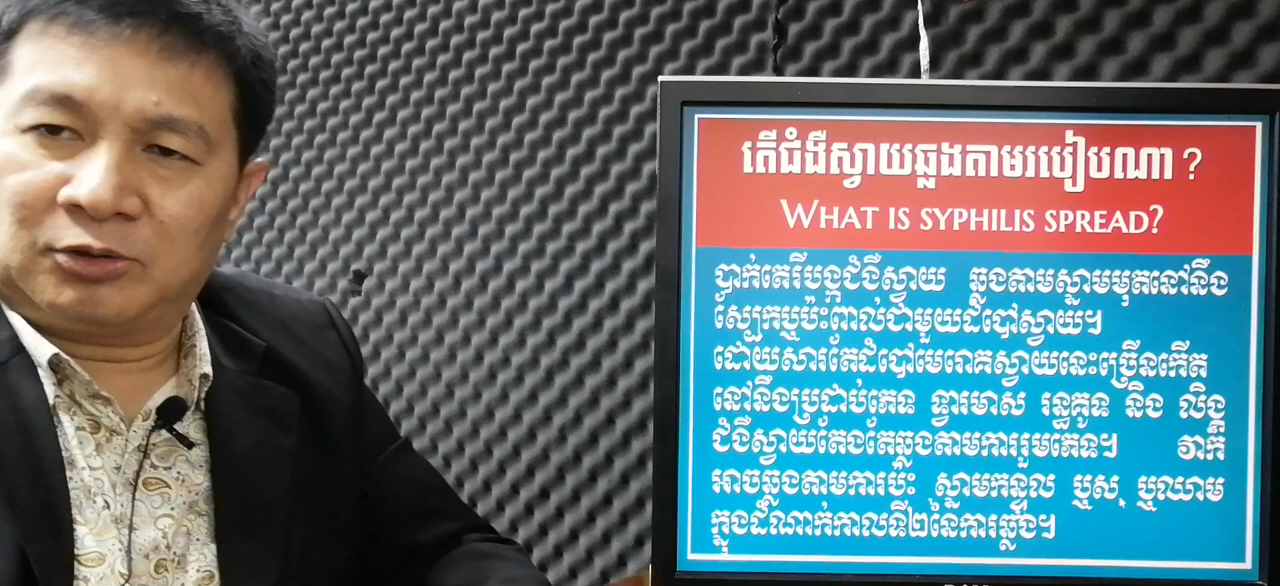 តើជំងឺស្វាយឆ្លងតាមរបៀបណា ?
WHAT IS SYPHILIS SPREAD?
បាក់តេរីបង្កជំងឺស្វាយ ឆ្លងតាមស្នាមមុតនៅនឹង
ស្បែកឬប៉ះពាល់ជាមួយដំបៅស្វាយ។
ដោយសារតែដំបៅមេរោគស្វាយនេះច្រើនកើត
នៅនឹងប្រដាប់ភេទ ទ្វារមាស រន្ធគូទ និង លិង្គ
ជំងឺស្វាយតែងតែឆ្លងតាមការរួមភេទ។ វាក៏
អាចឆ្លងតាមការប៉ះ ស្នាមកន្ទួល ឬស ឬឈាម
ក្នុងដំណាក់កាលទី២នៃការឆ្លង។